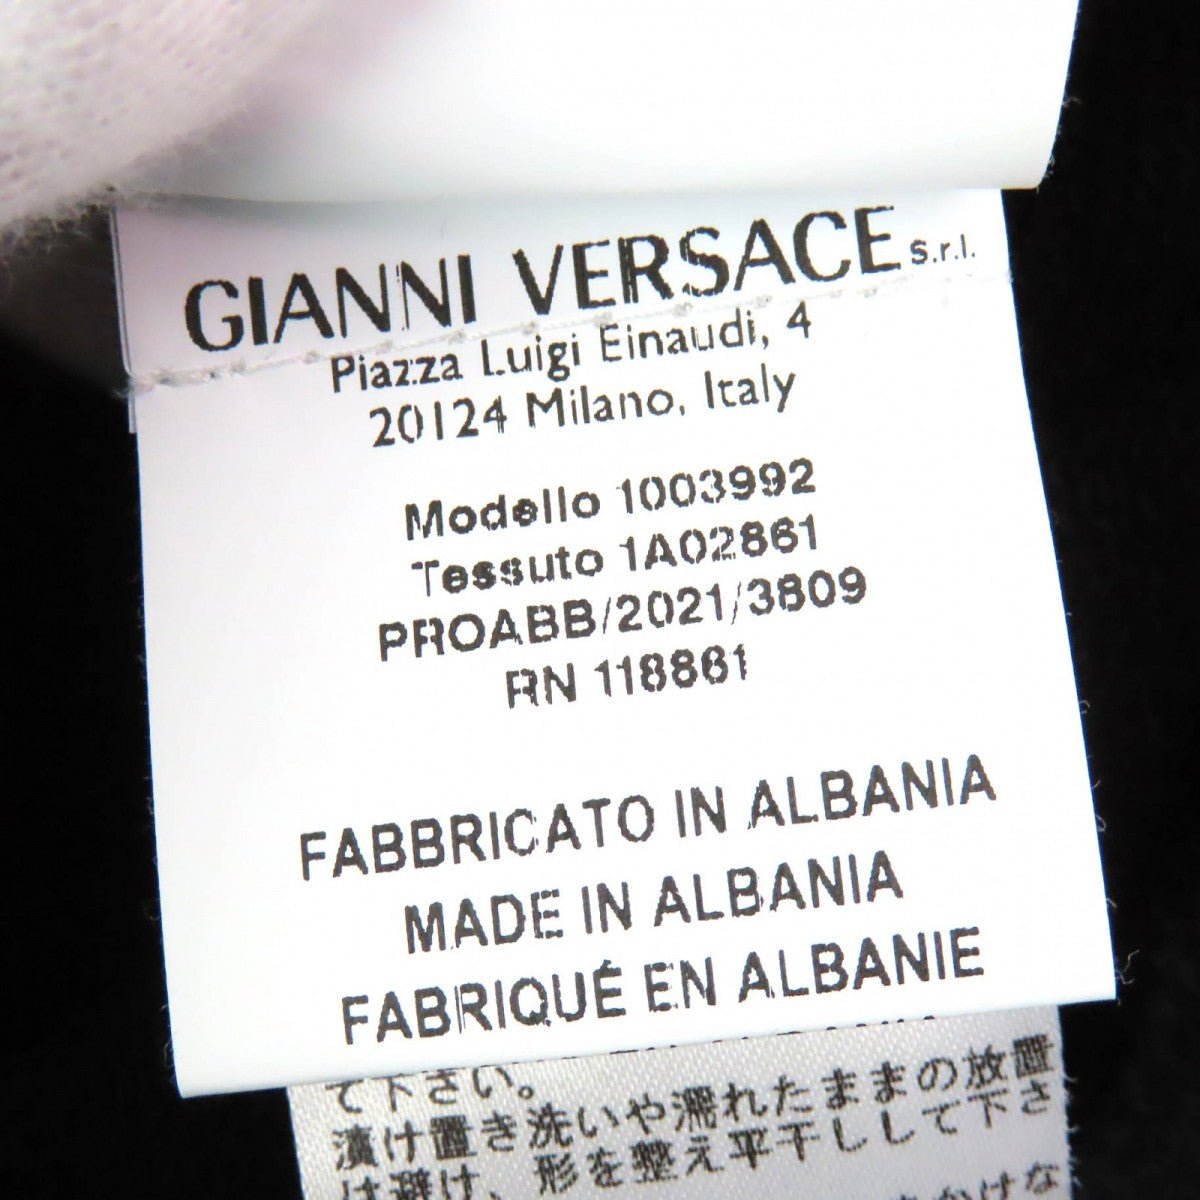 GIANNI VERSACE s.r.l.
Piazza Luigi Einaudi, 4
20124 Milano, Italy
Modello 1003992
Tessuto 1A02861
PROABB/2021/3809
RN 118861
FABBRICATO IN ALBANIA
MADE IN ALBANIA
FABRIQUÉ EN ALBANIE
て下さい。
漬け置き洗いや濡れたままの放置
は避け、形を整え平干しして下さ